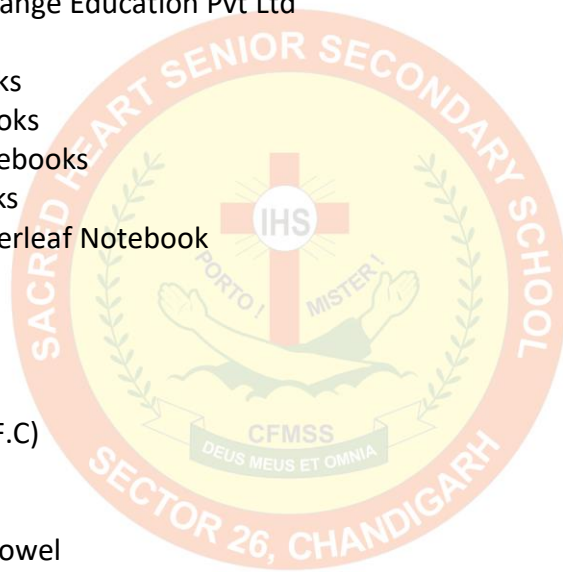 ange Education Pvt Ltd
ks
oks
ebooks
ks
erleaf Notebook
F.C)
owel
SACRED HEART SENIOR SECONDARY SCHOOL
IHS
PORTO !
MISTER !
CFMSS
DEUS MEUS ET OMNIA
SECTOR 26, CHANDIGARH